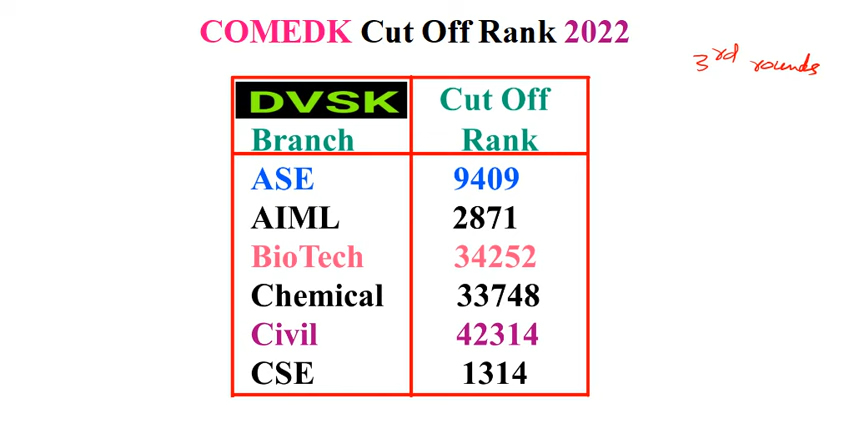 COMEDK Cut Off Rank 2022
3rd rounds
DVSK Cut Off
Branch Rank
ASE 9409
AIML 2871
BioTech 34252
Chemical 33748
Civil 42314
CSE 1314